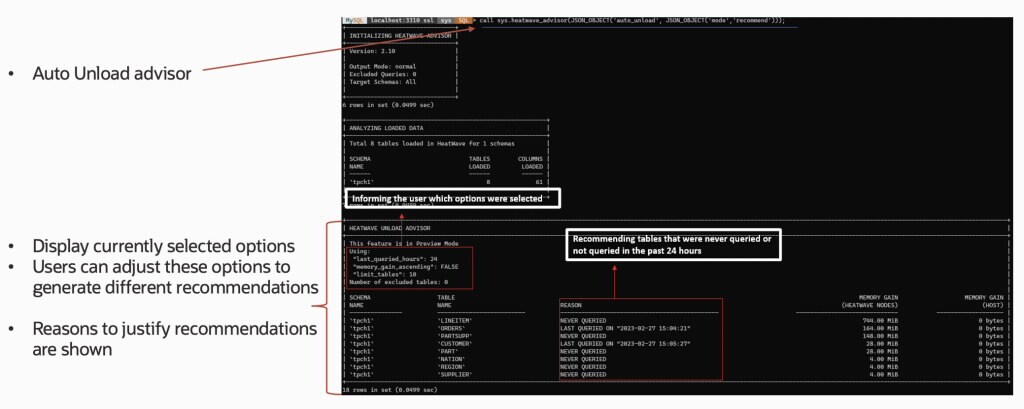 MySQL localhost:3310 ssl sys SQL > call sys.heatwave_advisor(JSON_OBJECT('auto_unload', JSON_OBJECT('mode','recommend')));
INITIALIZING HEATWAVE ADVISOR
Version: 2.10
Output Mode: normal
Excluded Queries: 0
Target Schemas: All
6 rows in set (0.0499 sec)
• Auto Unload advisor
ANALYZING LOADED DATA
Total 8 tables loaded in HeatWave for 1 schemas
SCHEMA TABLES COLUMNS
NAME LOADED LOADED
`tpch1` 8 61
Informing the user which options were selected
HEATWAVE UNLOAD ADVISOR
This feature is in Preview Mode
Using:
"last_queried_hours": 24
"memory_gain_ascending": FALSE
"limit_tables": 10
Number of excluded tables: 0
Recommending tables that were never queried or
not queried in the past 24 hours
SCHEMA TABLE MEMORY GAIN MEMORY GAIN
NAME NAME REASON (HEATWAVE NODES) (HOST)
`tpch1` `LINEITEM` NEVER QUERIED 744.00 MiB 0 bytes
`tpch1` `ORDERS` LAST QUERIED ON "2023-02-27 15:04:21" 164.00 MiB 0 bytes
`tpch1` `PARTSUPP` NEVER QUERIED 148.00 MiB 0 bytes
`tpch1` `CUSTOMER` LAST QUERIED ON "2023-02-27 15:05:27" 28.00 MiB 0 bytes
`tpch1` `PART` NEVER QUERIED 28.00 MiB 0 bytes
`tpch1` `NATION` NEVER QUERIED 4.00 MiB 0 bytes
`tpch1` `REGION` NEVER QUERIED 4.00 MiB 0 bytes
`tpch1` `SUPPLIER` NEVER QUERIED 4.00 MiB 0 bytes
18 rows in set (0.0499 sec)
• Display currently selected options
• Users can adjust these options to
generate different recommendations
• Reasons to justify recommendations
are shown